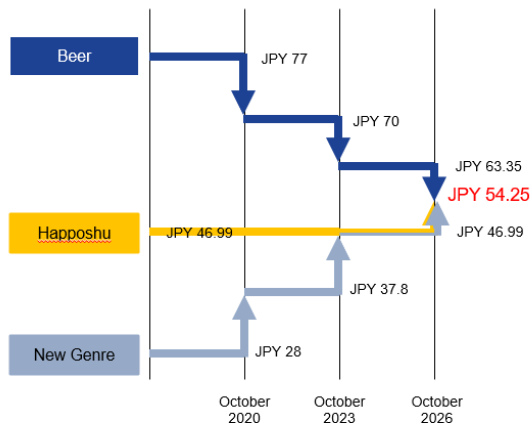 Beer
JPY 77
JPY 70
JPY 63.35
JPY 54.25
Happoshu
JPY 46.99
JPY 46.99
JPY 37.8
New Genre
JPY 28
October
2020
October
2023
October
2026